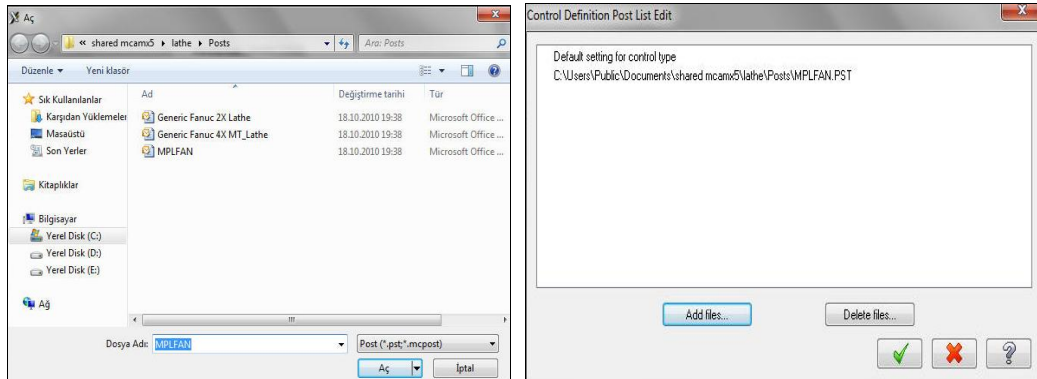 Aç
« shared mcamx5 ▸ lathe ▸ Posts
Ara: Posts
Düzenle
Yeni klasör
Sık Kullanılanlar
Karşıdan Yüklemeler
Masaüstü
Son Yerler
Kitaplıklar
Bilgisayar
Yerel Disk (C:)
Yerel Disk (D:)
Yerel Disk (E:)
Ağ
Ad Değiştirme tarihi Tür
Generic Fanuc 2X Lathe 18.10.2010 19:38 Microsoft Office ...
Generic Fanuc 4X MT_Lathe 18.10.2010 19:38 Microsoft Office ...
MPLFAN 18.10.2010 19:38 Microsoft Office ...
Dosya Adı: MPLFAN Post (*.pst;*.mcpost)
Aç İptal
Control Definition Post List Edit
Default setting for control type
C:\Users\Public\Documents\shared mcamx5\lathe\Posts\MPLFAN.PST
Add files... Delete files...